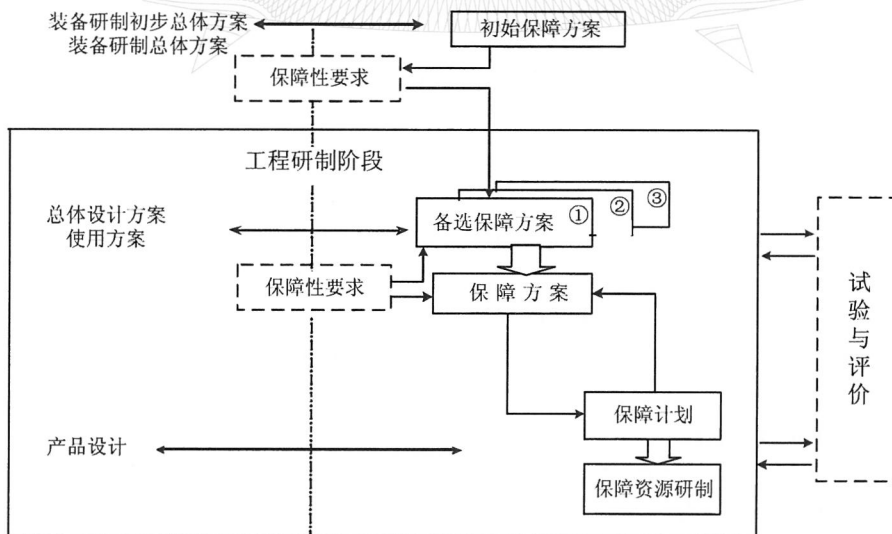 装备研制初步总体方案
装备研制总体方案
初始保障方案
保障性要求
工程研制阶段
总体设计方案
使用方案
备选保障方案
①
②
③
保障性要求
保障方案
试验与评价
保障计划
产品设计
保障资源研制